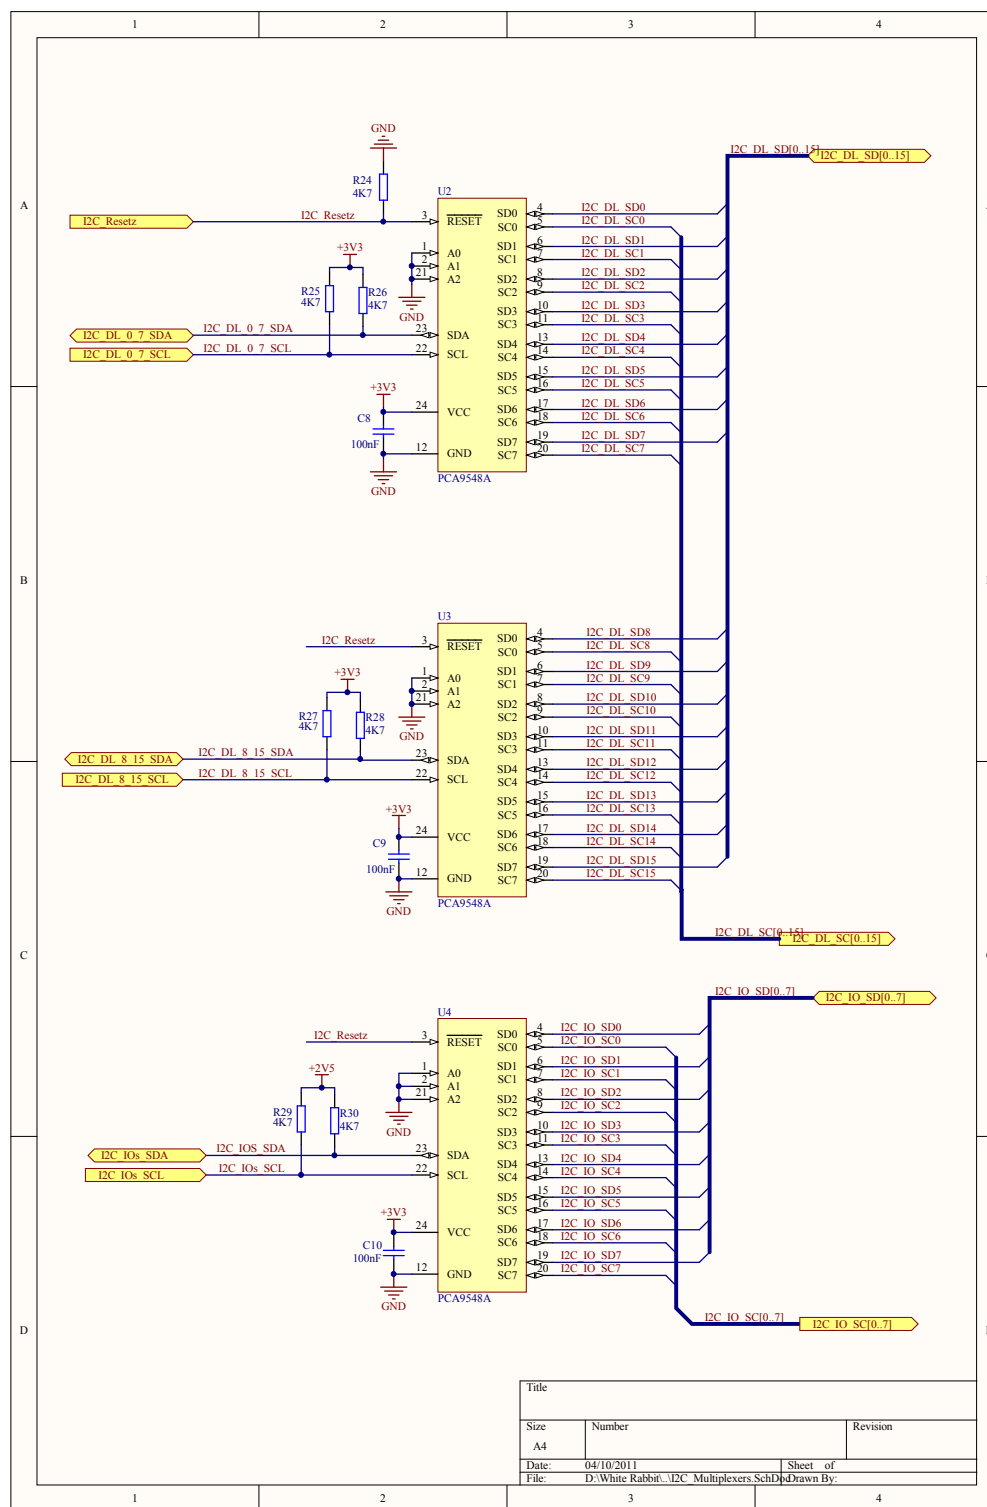 1 2 3 4
A
B
C
D
GND
R24
4K7
I2C_Resetz
I2C_Resetz
+3V3
R25
4K7
R26
4K7
I2C_DL_0_7_SDA
I2C_DL_0_7_SDA
I2C_DL_0_7_SCL
I2C_DL_0_7_SCL
+3V3
C8
100nF
GND
GND
U2
3 RESET
1 A0
2 A1
21 A2
23 SDA
22 SCL
24 VCC
12 GND
PCA9548A
SD0 4 I2C_DL_SD0
SC0 5 I2C_DL_SC0
SD1 6 I2C_DL_SD1
SC1 7 I2C_DL_SC1
SD2 8 I2C_DL_SD2
SC2 9 I2C_DL_SC2
SD3 10 I2C_DL_SD3
SC3 11 I2C_DL_SC3
SD4 13 I2C_DL_SD4
SC4 14 I2C_DL_SC4
SD5 15 I2C_DL_SD5
SC5 16 I2C_DL_SC5
SD6 17 I2C_DL_SD6
SC6 18 I2C_DL_SC6
SD7 19 I2C_DL_SD7
SC7 20 I2C_DL_SC7
I2C_DL_SD[0..15]
I2C_DL_SD[0..15]
U3
I2C_Resetz
3 RESET
1 A0
2 A1
21 A2
GND
+3V3
R27
4K7
R28
4K7
I2C_DL_8_15_SDA
I2C_DL_8_15_SDA
23 SDA
I2C_DL_8_15_SCL
I2C_DL_8_15_SCL
22 SCL
+3V3
24 VCC
C9
100nF
12 GND
GND
PCA9548A
SD0 4 I2C_DL_SD8
SC0 5 I2C_DL_SC8
SD1 6 I2C_DL_SD9
SC1 7 I2C_DL_SC9
SD2 8 I2C_DL_SD10
SC2 9 I2C_DL_SC10
SD3 10 I2C_DL_SD11
SC3 11 I2C_DL_SC11
SD4 13 I2C_DL_SD12
SC4 14 I2C_DL_SC12
SD5 15 I2C_DL_SD13
SC5 16 I2C_DL_SC13
SD6 17 I2C_DL_SD14
SC6 18 I2C_DL_SC14
SD7 19 I2C_DL_SD15
SC7 20 I2C_DL_SC15
I2C_DL_SC[0..15]
I2C_DL_SC[0..15]
I2C_IO_SD[0..7]
I2C_IO_SD[0..7]
U4
I2C_Resetz
3 RESET
1 A0
2 A1
21 A2
GND
+2V5
R29
4K7
R30
4K7
I2C_IOs_SDA
I2C_IOS_SDA
23 SDA
I2C_IOs_SCL
I2C_IOs_SCL
22 SCL
+3V3
24 VCC
C10
100nF
12 GND
GND
PCA9548A
SD0 4 I2C_IO_SD0
SC0 5 I2C_IO_SC0
SD1 6 I2C_IO_SD1
SC1 7 I2C_IO_SC1
SD2 8 I2C_IO_SD2
SC2 9 I2C_IO_SC2
SD3 10 I2C_IO_SD3
SC3 11 I2C_IO_SC3
SD4 13 I2C_IO_SD4
SC4 14 I2C_IO_SC4
SD5 15 I2C_IO_SD5
SC5 16 I2C_IO_SC5
SD6 17 I2C_IO_SD6
SC6 18 I2C_IO_SC6
SD7 19 I2C_IO_SD7
SC7 20 I2C_IO_SC7
I2C_IO_SC[0..7]
I2C_IO_SC[0..7]
Title
Size Number Revision
A4
Date: 04/10/2011 Sheet of
File: D:\White Rabbit\..\I2C_Multiplexers.SchDoc Drawn By:
1 2 3 4